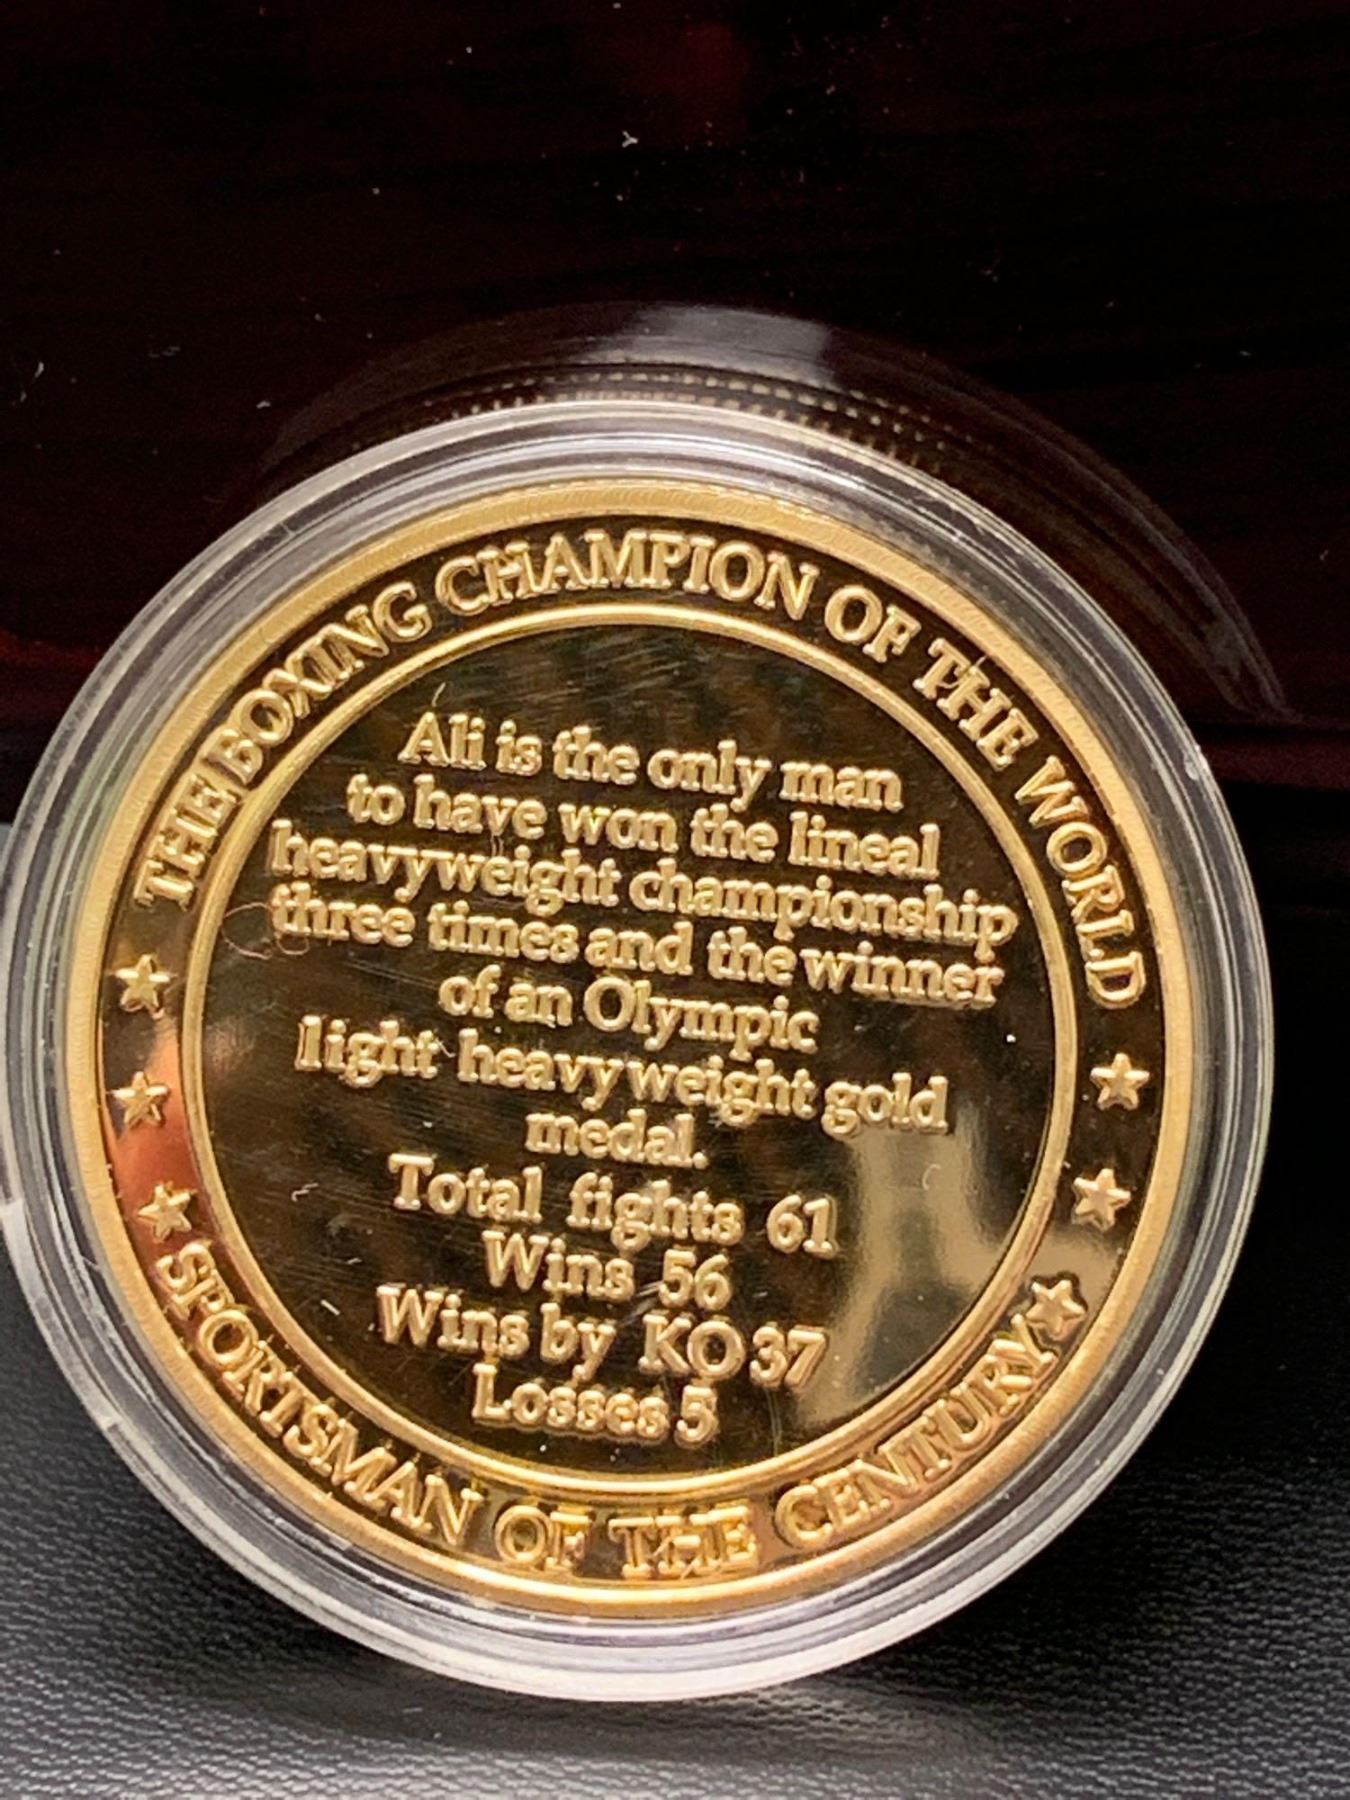 THE BOXING CHAMPION OF THE WORLD
Ali is the only man
to have won the lineal
heavyweight championship
three times and the winner
of an Olympic
light heavyweight gold
medal.
Total fights 61
Wins 56
Wins by KO 37
Losses 5
SPORTSMAN OF THE CENTURY